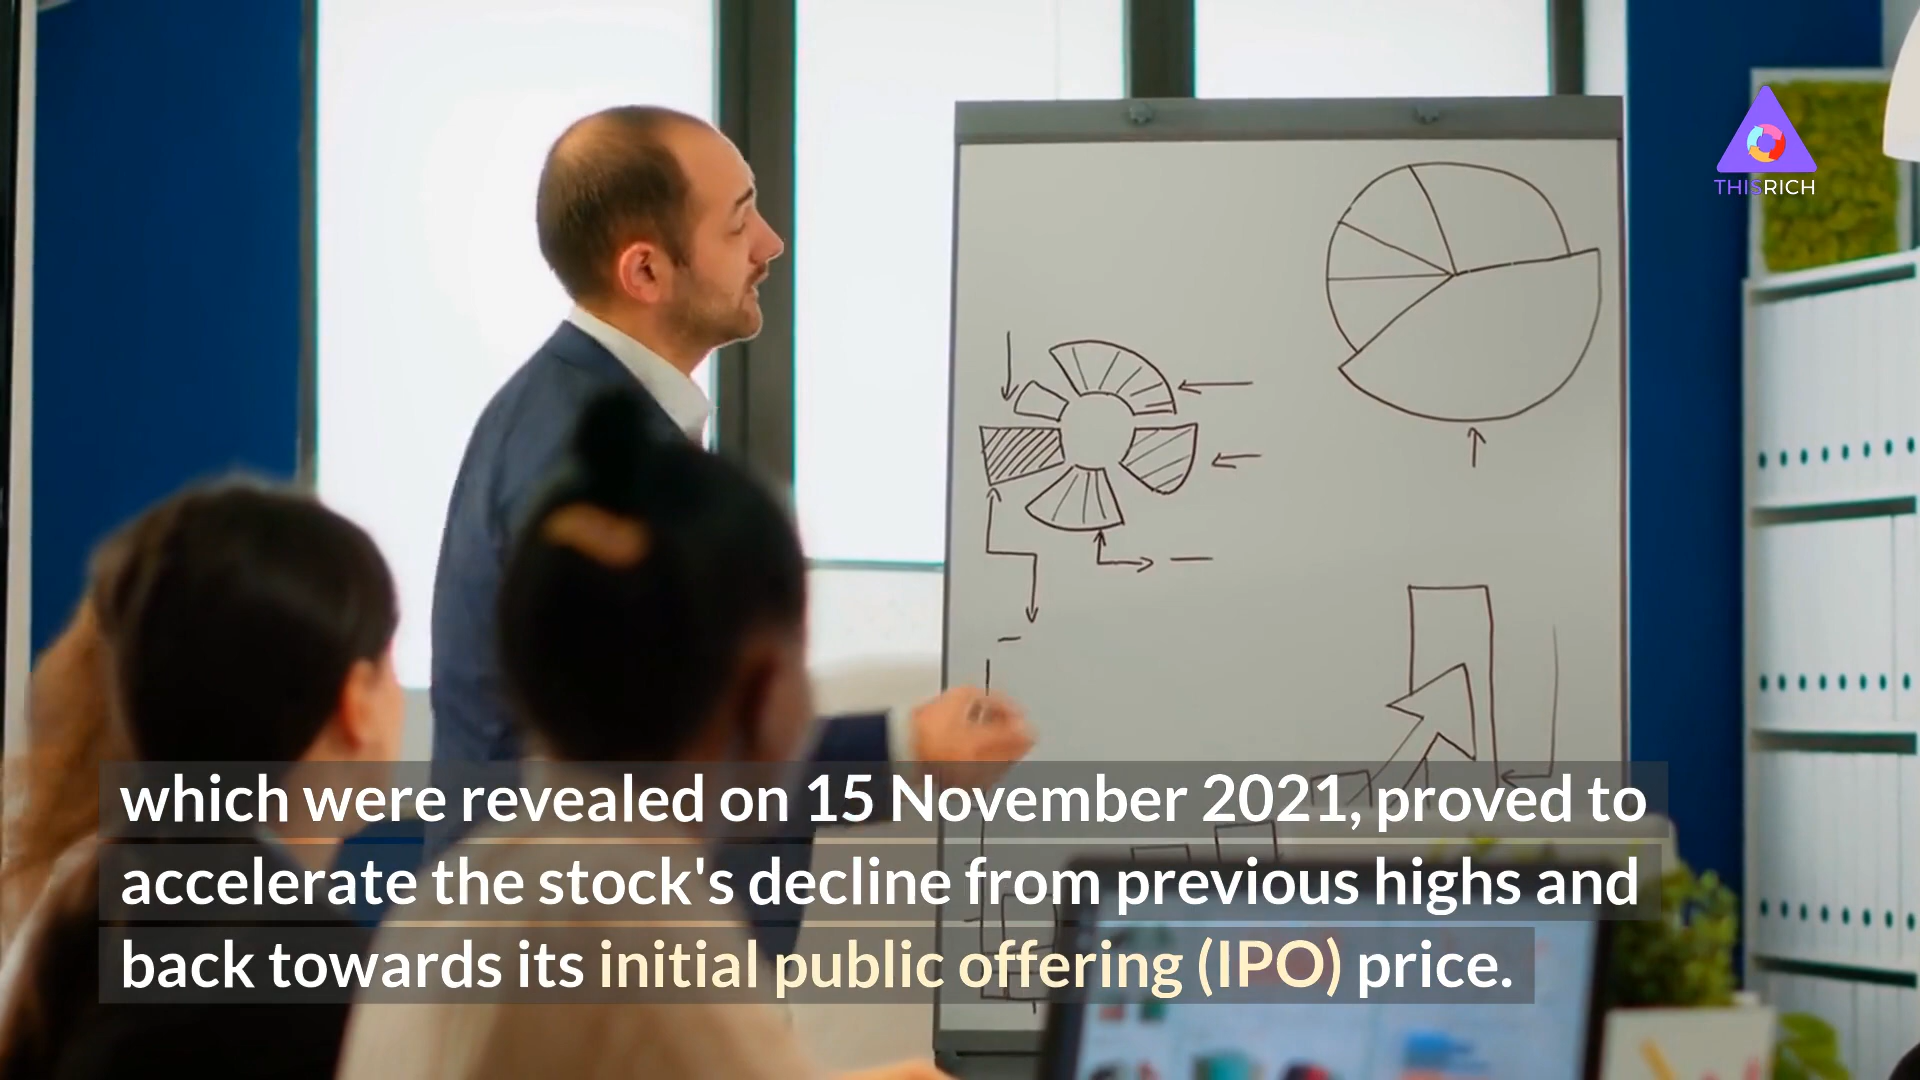 THISRICH
which were revealed on 15 November 2021, proved to
accelerate the stock's decline from previous highs and
back towards its initial public offering (IPO) price.